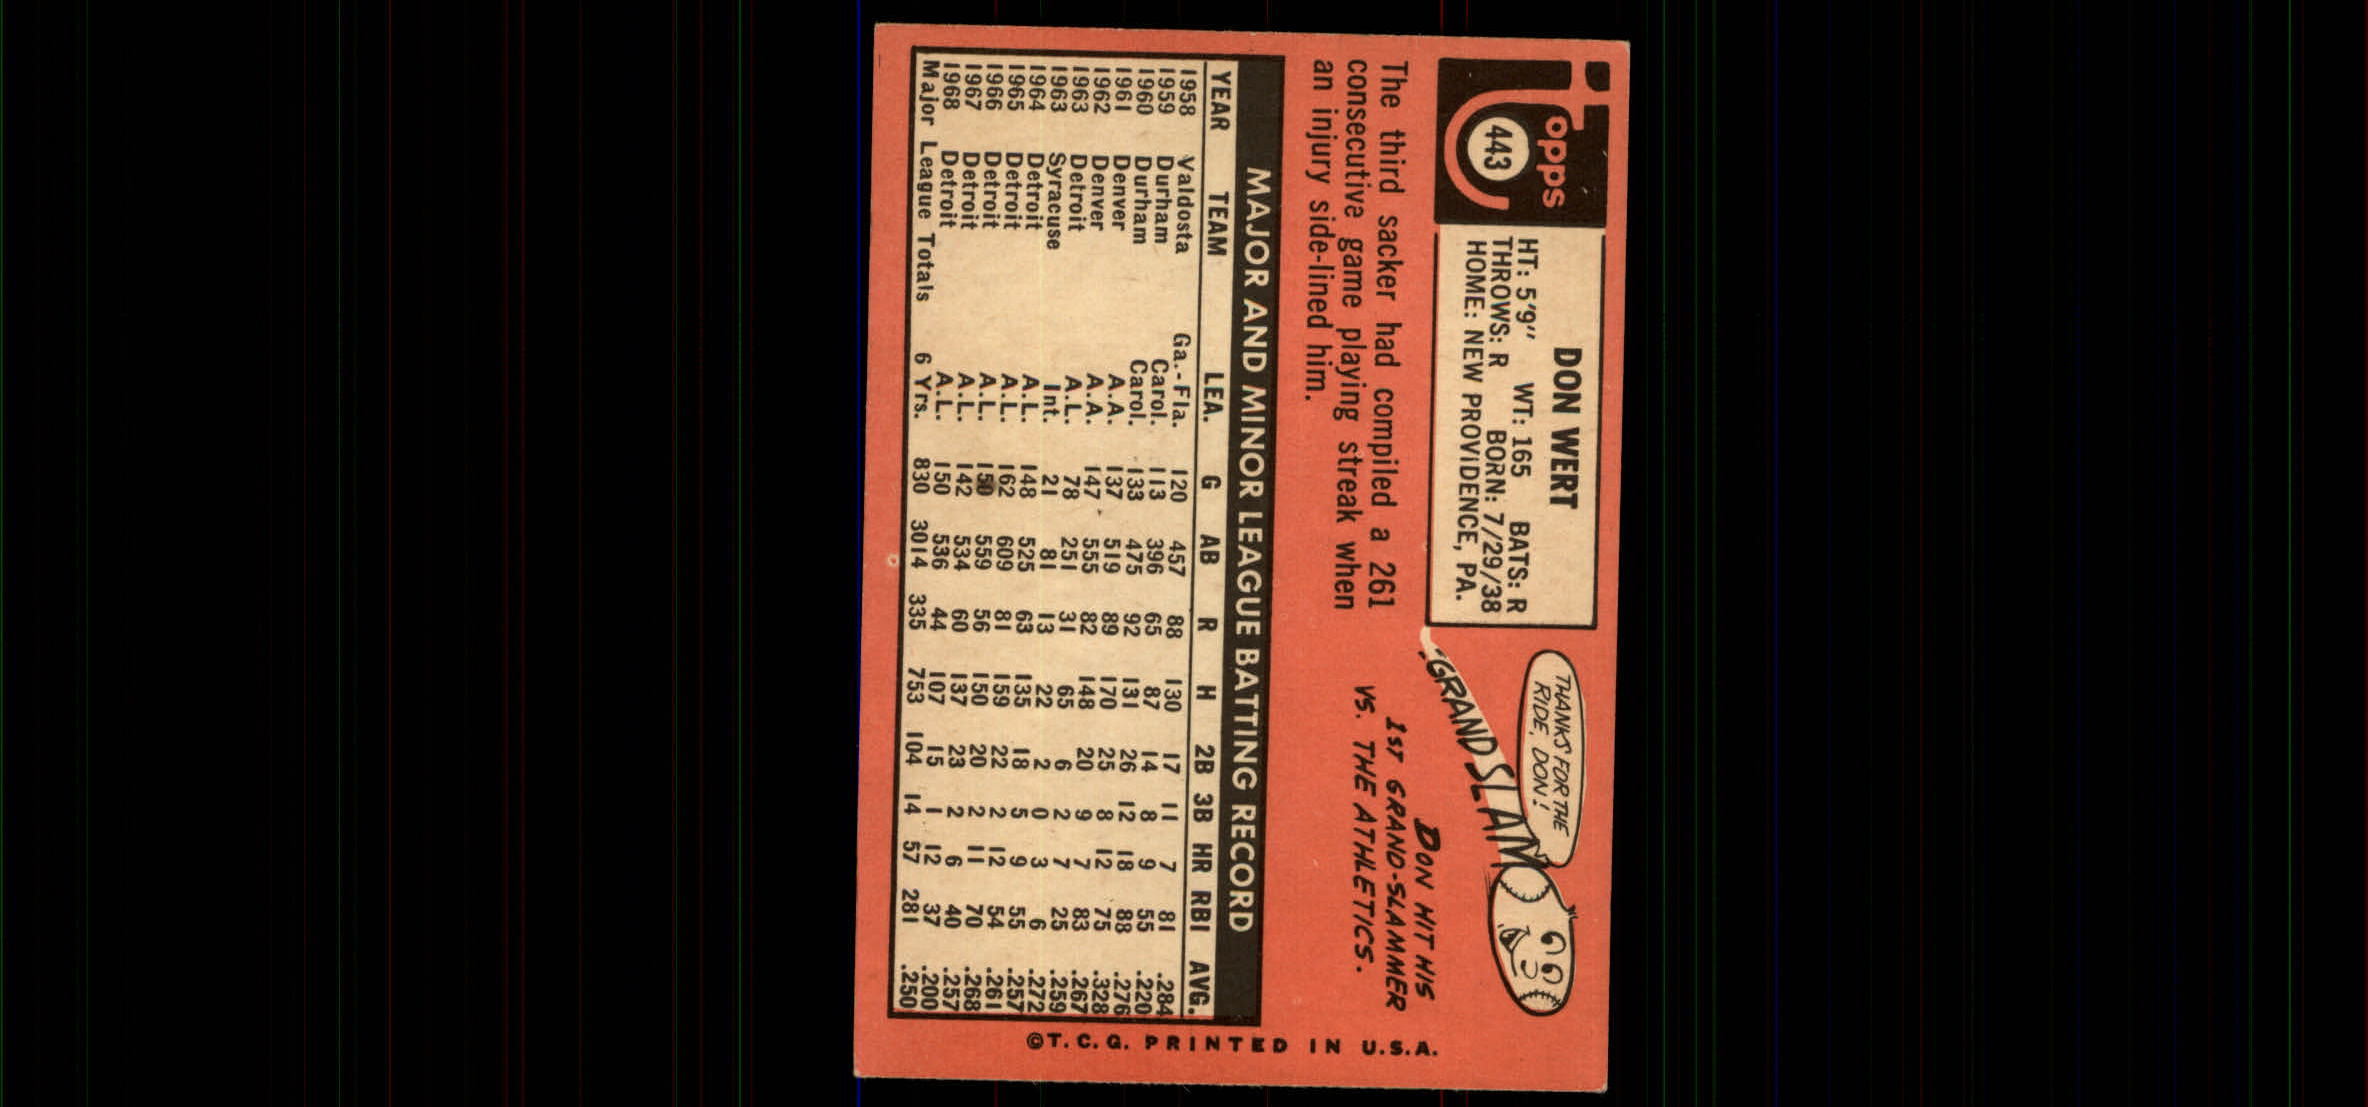 Topps
443
DON WERT
HT: 5'9" WT: 165 BATS: R
THROWS: R BORN: 7/29/38
HOME: NEW PROVIDENCE, PA.
The third sacker had compiled a 261
consecutive game playing streak when
an injury side-lined him.
THANKS FOR THE
RIDE, DON!
GRAND SLAM
DON HIT HIS
1ST GRAND-SLAMMER
VS. THE ATHLETICS.
MAJOR AND MINOR LEAGUE BATTING RECORD
YEAR TEAM LEA. G AB R H 2B 3B HR RBI AVG.
1958 Valdosta Ga.-Fla. 120 457 88 130 17 11 7 81 .284
1959 Durham Carol. 113 396 65 87 14 8 9 55 .220
1960 Durham Carol. 133 475 92 131 26 12 18 88 .276
1961 Denver A.A. 137 519 89 170 25 8 12 75 .328
1962 Denver A.A. 147 555 82 148 20 9 7 83 .267
1963 Detroit A.L. 78 251 31 65 6 2 7 25 .259
1963 Syracuse Int. 21 81 13 22 2 0 3 6 .272
1964 Detroit A.L. 148 525 63 135 18 5 9 55 .257
1965 Detroit A.L. 162 609 81 159 22 2 12 54 .261
1966 Detroit A.L. 150 559 56 150 20 2 11 70 .268
1967 Detroit A.L. 142 534 60 137 23 2 6 40 .257
1968 Detroit A.L. 150 536 44 107 15 1 12 37 .200
Major League Totals 6 Yrs. 830 3014 335 753 104 14 57 281 .250
©T.C.G. PRINTED IN U.S.A.